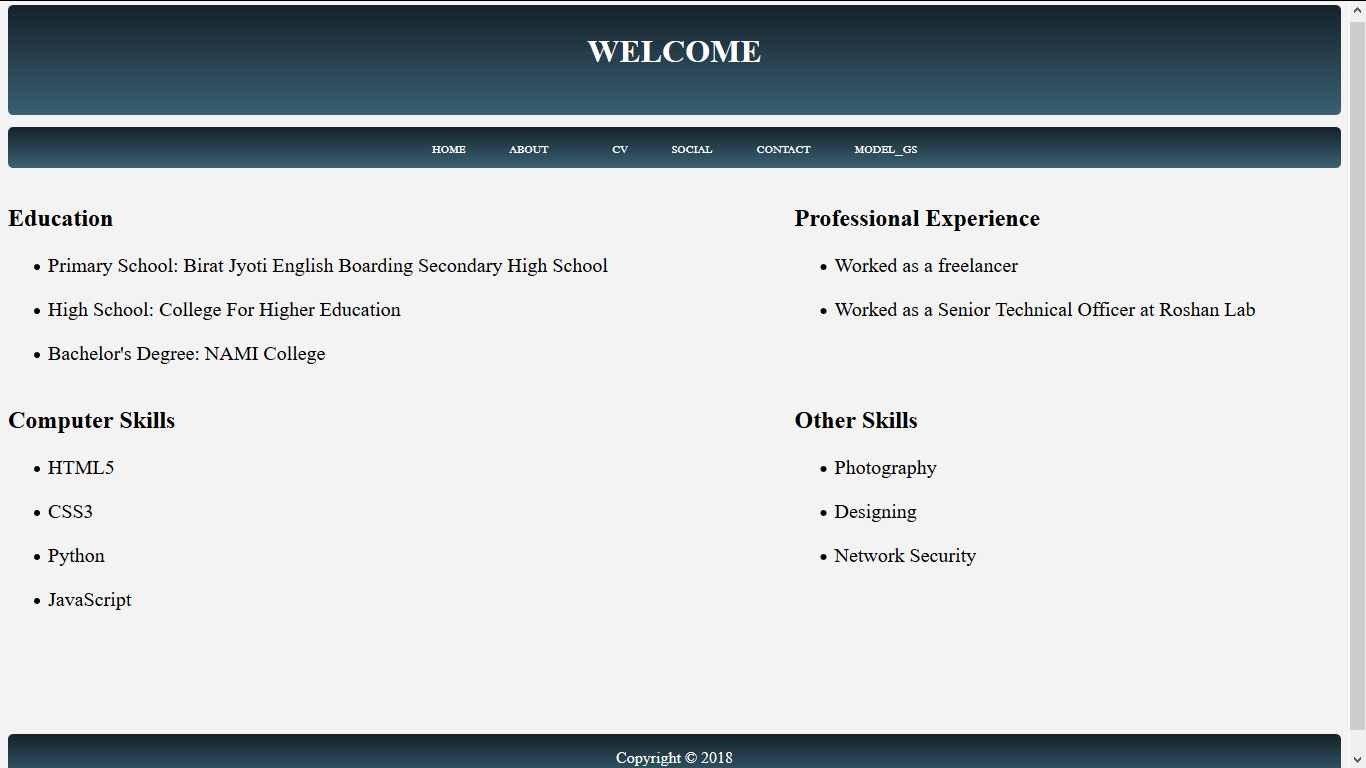 WELCOME
HOME ABOUT CV SOCIAL CONTACT MODEL_GS
Education
Primary School: Birat Jyoti English Boarding Secondary High School
High School: College For Higher Education
Bachelor's Degree: NAMI College
Professional Experience
Worked as a freelancer
Worked as a Senior Technical Officer at Roshan Lab
Computer Skills
HTML5
CSS3
Python
JavaScript
Other Skills
Photography
Designing
Network Security
Copyright © 2018